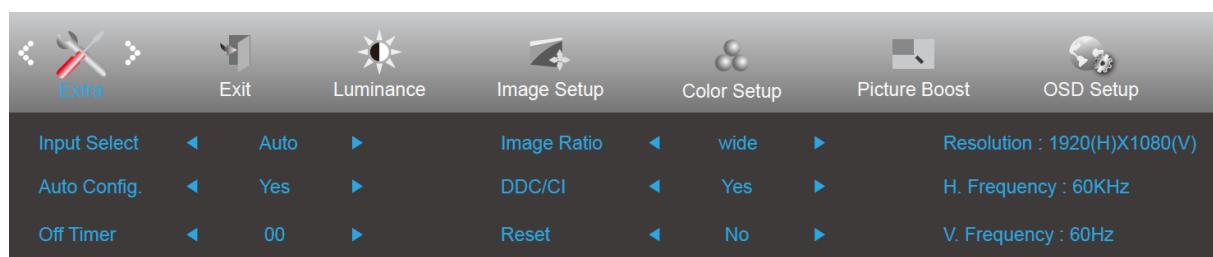 Extra Exit Luminance Image Setup Color Setup Picture Boost OSD Setup
Input Select Auto Image Ratio wide Resolution : 1920(H)X1080(V)
Auto Config. Yes DDC/CI Yes H. Frequency : 60KHz
Off Timer 00 Reset No V. Frequency : 60Hz